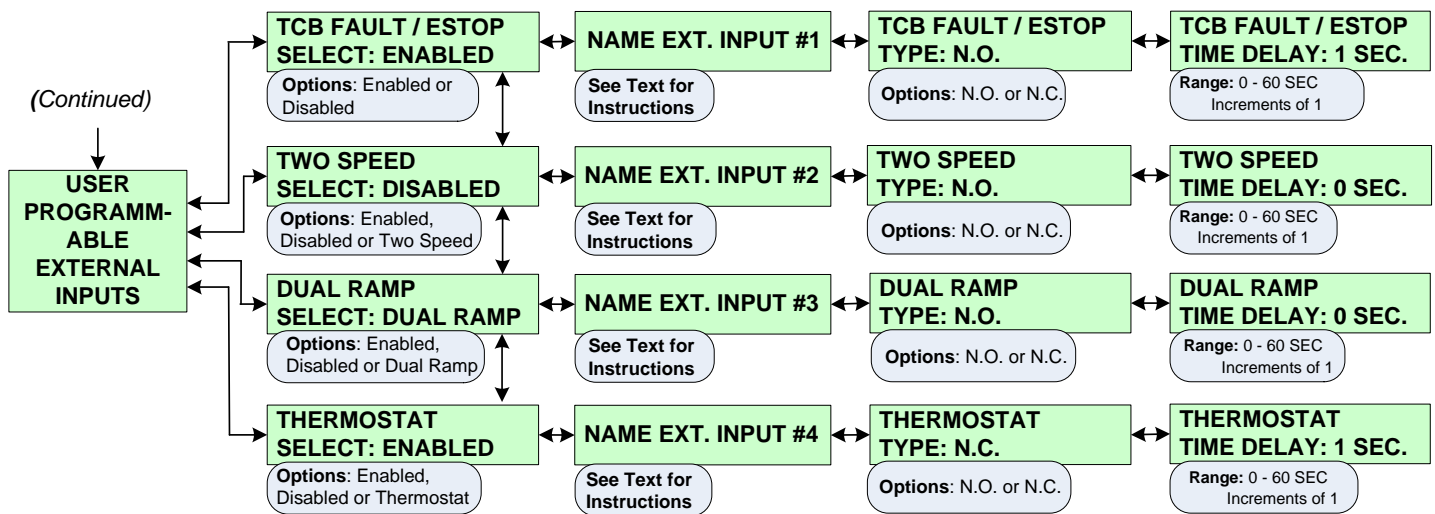 (Continued)
USER
PROGRAMM-
ABLE
EXTERNAL
INPUTS
TCB FAULT / ESTOP
SELECT: ENABLED
Options: Enabled or
Disabled
NAME EXT. INPUT #1
See Text for
Instructions
TCB FAULT / ESTOP
TYPE: N.O.
Options: N.O. or N.C.
TCB FAULT / ESTOP
TIME DELAY: 1 SEC.
Range: 0 - 60 SEC
Increments of 1
TWO SPEED
SELECT: DISABLED
Options: Enabled,
Disabled or Two Speed
NAME EXT. INPUT #2
See Text for
Instructions
TWO SPEED
TYPE: N.O.
Options: N.O. or N.C.
TWO SPEED
TIME DELAY: 0 SEC.
Range: 0 - 60 SEC
Increments of 1
DUAL RAMP
SELECT: DUAL RAMP
Options: Enabled,
Disabled or Dual Ramp
NAME EXT. INPUT #3
See Text for
Instructions
DUAL RAMP
TYPE: N.O.
Options: N.O. or N.C.
DUAL RAMP
TIME DELAY: 0 SEC.
Range: 0 - 60 SEC
Increments of 1
THERMOSTAT
SELECT: ENABLED
Options: Enabled,
Disabled or Thermostat
NAME EXT. INPUT #4
See Text for
Instructions
THERMOSTAT
TYPE: N.C.
Options: N.O. or N.C.
THERMOSTAT
TIME DELAY: 1 SEC.
Range: 0 - 60 SEC
Increments of 1